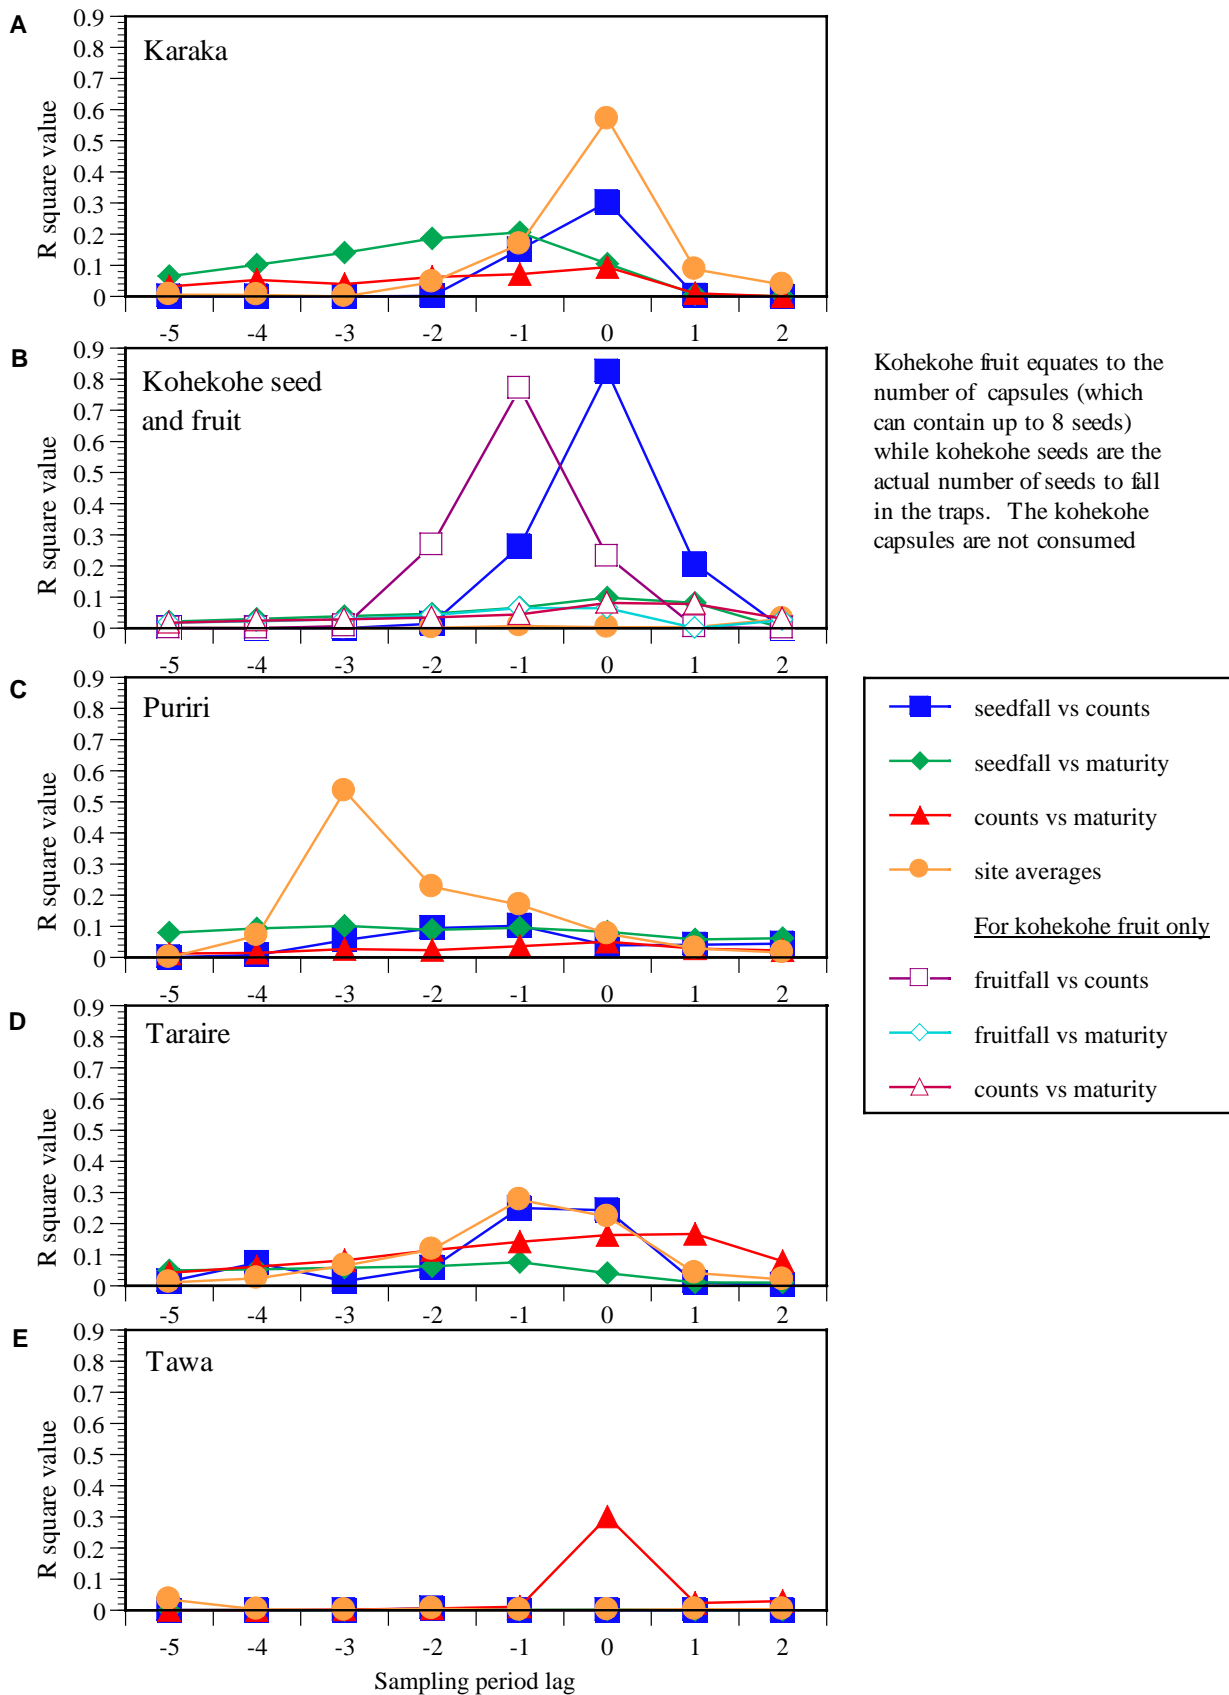 A
Karaka
R square value
0.9
0.8
0.7
0.6
0.5
0.4
0.3
0.2
0.1
0
-5 -4 -3 -2 -1 0 1 2
B
Kohekohe seed
and fruit
R square value
0.9
0.8
0.7
0.6
0.5
0.4
0.3
0.2
0.1
0
-5 -4 -3 -2 -1 0 1 2
Kohekohe fruit equates to the
number of capsules (which
can contain up to 8 seeds)
while kohekohe seeds are the
actual number of seeds to fall
in the traps. The kohekohe
capsules are not consumed
C
Puriri
R square value
0.9
0.8
0.7
0.6
0.5
0.4
0.3
0.2
0.1
0
-5 -4 -3 -2 -1 0 1 2
seedfall vs counts
seedfall vs maturity
counts vs maturity
site averages
For kohekohe fruit only
fruitfall vs counts
fruitfall vs maturity
counts vs maturity
D
Taraire
R square value
0.9
0.8
0.7
0.6
0.5
0.4
0.3
0.2
0.1
0
-5 -4 -3 -2 -1 0 1 2
E
Tawa
R square value
0.9
0.8
0.7
0.6
0.5
0.4
0.3
0.2
0.1
0
-5 -4 -3 -2 -1 0 1 2
Sampling period lag